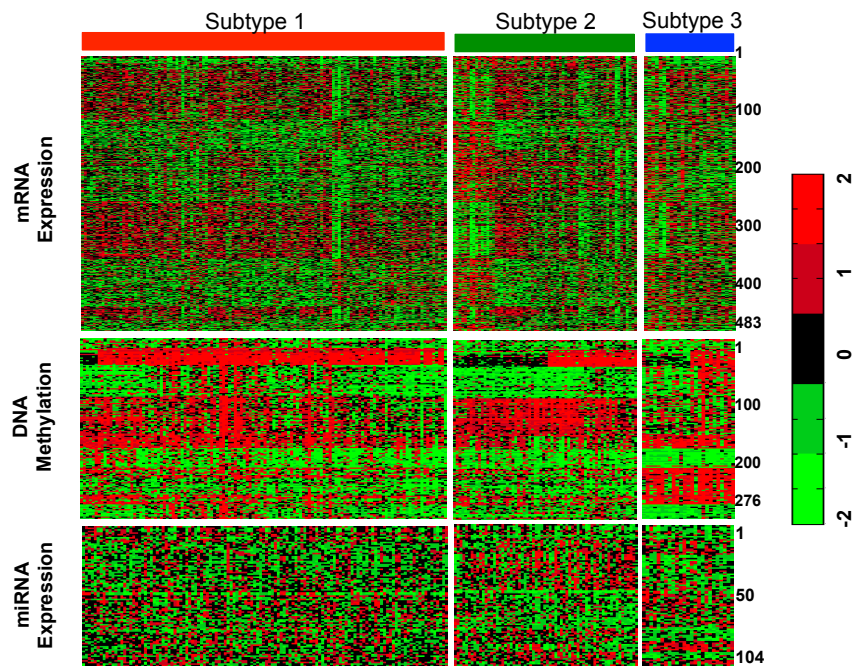 Subtype 1
Subtype 2
Subtype 3
mRNA
Expression
1
100
200
300
400
483
DNA
Methylation
1
100
200
276
miRNA
Expression
1
50
104
2
1
0
-1
-2